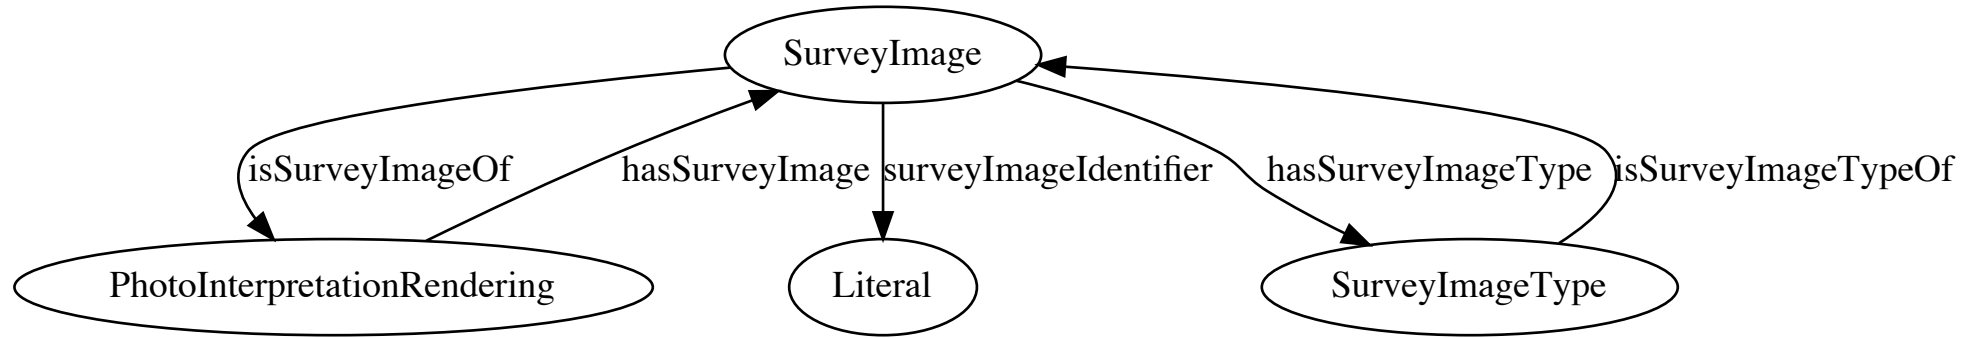 SurveyImage
isSurveyImageOf
hasSurveyImage
surveyImageIdentifier
hasSurveyImageType
isSurveyImageTypeOf
PhotoInterpretationRendering
Literal
SurveyImageType